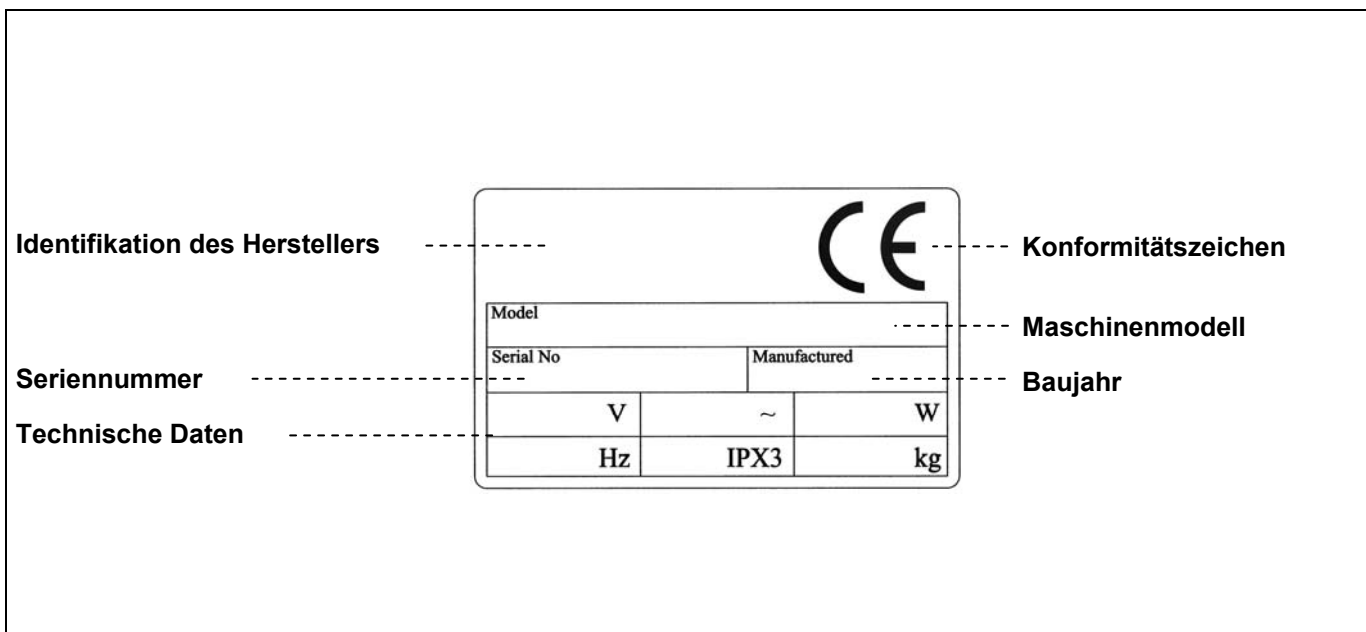 Identifikation des Herstellers
CE
Konformitätszeichen
Model
Maschinenmodell
Serial No
Manufactured
Seriennummer
Baujahr
V
~
W
Technische Daten
Hz
IPX3
kg